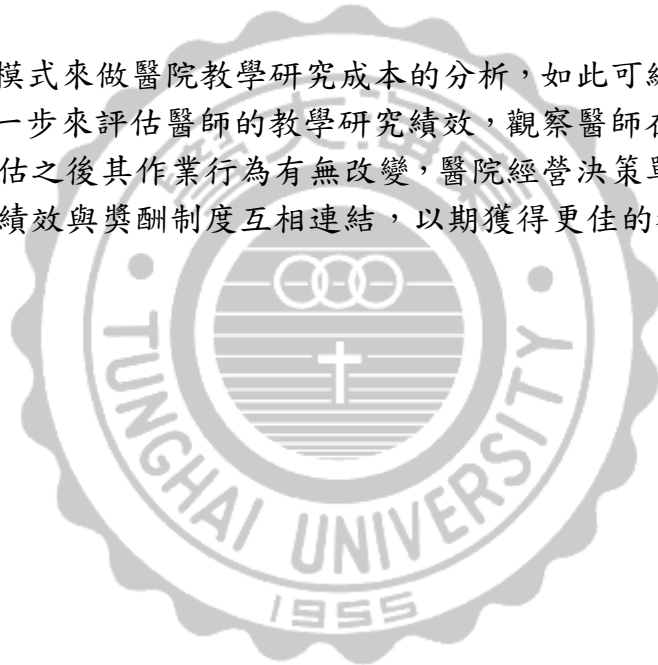 模式來做醫院教學研究成本的分析，如此可
一步來評估醫師的教學研究績效，觀察醫師
估之後其作業行為有無改變，醫院經營決策
績效與獎酬制度互相連結，以期獲得更佳的
TUNGHAI UNIVERSITY
1955